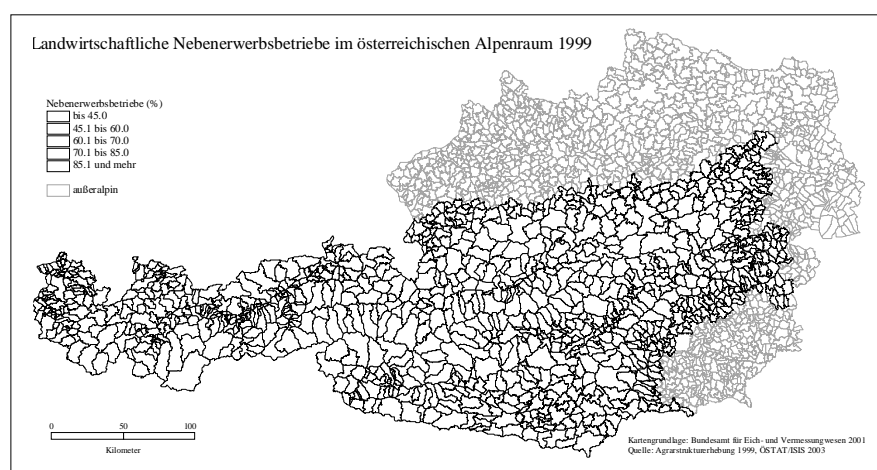 Landwirtschaftliche Nebenerwerbsbetriebe im österreichischen Alpenraum 1999
Nebenerwerbsbetriebe (%)
bis 45.0
45.1 bis 60.0
60.1 bis 70.0
70.1 bis 85.0
85.1 und mehr
außeralpin
0 50 100
Kilometer
Kartengrundlage: Bundesamt für Eich- und Vermessungwesen 2001
Quelle: Agrarstrukturerhebung 1999, ÖSTAT/ISIS 2003